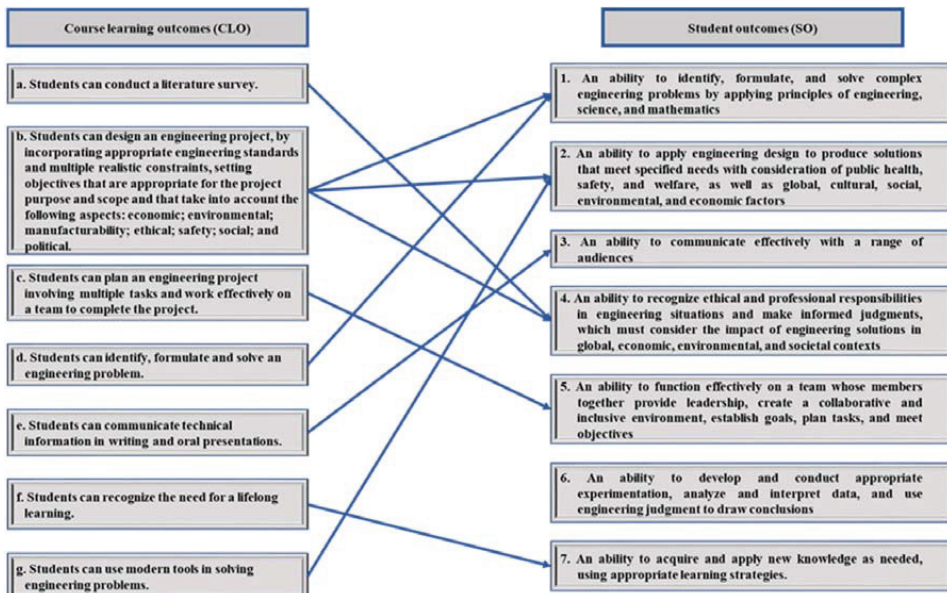 Course learning outcomes (CLO)
a. Students can conduct a literature survey.
b. Students can design an engineering project, by
incorporating appropriate engineering standards
and multiple realistic constraints, setting
objectives that are appropriate for the project
purpose and scope and that take into account the
following aspects: economic; environmental;
manufacturability; ethical; safety; social; and
political.
c. Students can plan an engineering project
involving multiple tasks and work effectively on
a team to complete the project.
d. Students can identify, formulate and solve an
engineering problem.
e. Students can communicate technical
information in writing and oral presentations.
f. Students can recognize the need for a lifelong
learning.
g. Students can use modern tools in solving
engineering problems.
Student outcomes (SO)
1. An ability to identify, formulate, and solve complex
engineering problems by applying principles of engineering,
science, and mathematics
2. An ability to apply engineering design to produce solutions
that meet specified needs with consideration of public health,
safety, and welfare, as well as global, cultural, social,
environmental, and economic factors
3. An ability to communicate effectively with a range of
audiences
4. An ability to recognize ethical and professional responsibilities
in engineering situations and make informed judgments,
which must consider the impact of engineering solutions in
global, economic, environmental, and societal contexts
5. An ability to function effectively on a team whose members
together provide leadership, create a collaborative and
inclusive environment, establish goals, plan tasks, and meet
objectives
6. An ability to develop and conduct appropriate
experimentation, analyze and interpret data, and use
engineering judgment to draw conclusions
7. An ability to acquire and apply new knowledge as needed,
using appropriate learning strategies.